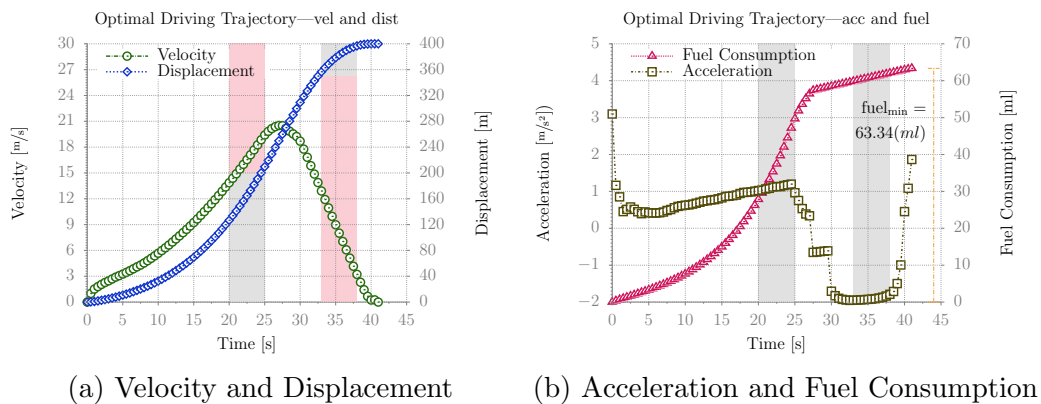 Optimal Driving Trajectory—vel and dist
30
27
24
21
18
15
12
9
6
3
0
Velocity [m/s]
Velocity
Displacement
400
360
320
280
240
200
160
120
80
40
0
Displacement [m]
0 5 10 15 20 25 30 35 40 45
Time [s]
(a) Velocity and Displacement
Optimal Driving Trajectory—acc and fuel
5
4
3
2
1
0
−1
−2
Acceleration [m/s²]
Fuel Consumption
Acceleration
fuel_min =
63.34(ml)
70
60
50
40
30
20
10
0
Fuel Consumption [ml]
0 5 10 15 20 25 30 35 40 45
Time [s]
(b) Acceleration and Fuel Consumption